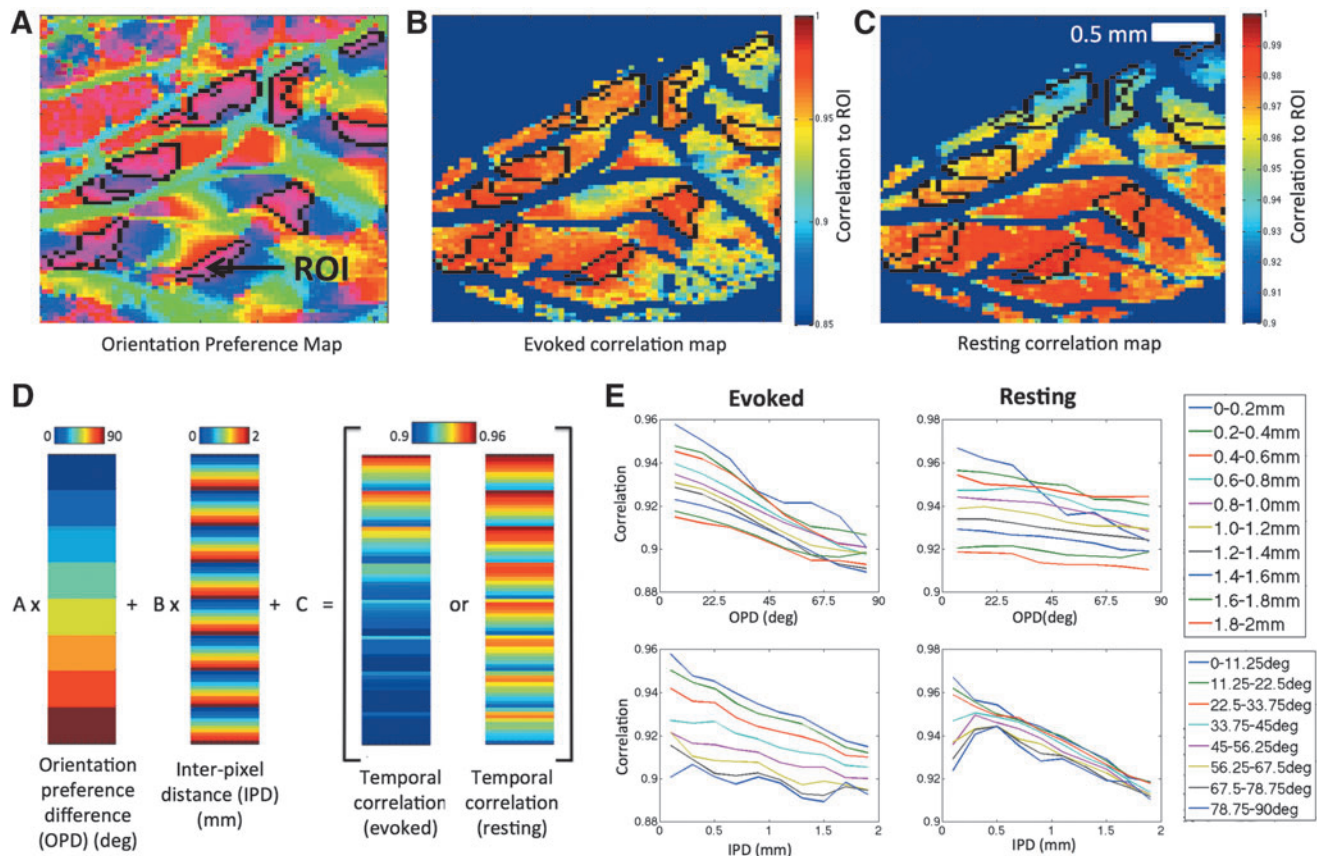 A
B
C
1
0.95
0.9
0.85
Correlation to ROI
0.5 mm
1
0.99
0.98
0.97
0.96
0.95
0.94
0.93
0.92
0.91
0.9
Correlation to ROI
ROI
Orientation Preference Map
Evoked correlation map
Resting correlation map
D
0 90
0 2
0.9 0.96
A x
+
B x
+ C =
or
Orientation
preference
difference
(OPD) (deg)
Inter-pixel
distance (IPD)
(mm)
Temporal
correlation
(evoked)
Temporal
correlation
(resting)
E
Evoked
Resting
Correlation
0.96
0.94
0.92
0.9
0.88
0 22.5 45 67.5 90
OPD (deg)
0.98
0.96
0.94
0.92
0.9
0 22.5 45 67.5 90
OPD(deg)
0-0.2mm
0.2-0.4mm
0.4-0.6mm
0.6-0.8mm
0.8-1.0mm
1.0-1.2mm
1.2-1.4mm
1.4-1.6mm
1.6-1.8mm
1.8-2mm
Correlation
0.96
0.94
0.92
0.9
0.88
0 0.5 1 1.5 2
IPD (mm)
0.98
0.96
0.94
0.92
0.9
0 0.5 1 1.5 2
IPD (mm)
0-11.25deg
11.25-22.5deg
22.5-33.75deg
33.75-45deg
45-56.25deg
56.25-67.5deg
67.5-78.75deg
78.75-90deg